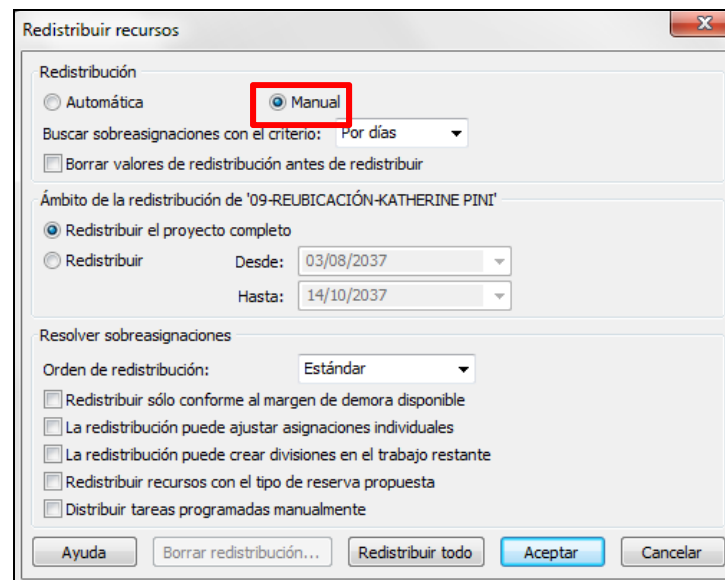 Redistribuir recursos
Redistribución
Automática Manual
Buscar sobreasignaciones con el criterio: Por días
Borrar valores de redistribución antes de redistribuir
Ámbito de la redistribución de '09-REUBICACIÓN-KATHERINE PINI'
Redistribuir el proyecto completo
Redistribuir Desde: 03/08/2037
Hasta: 14/10/2037
Resolver sobreasignaciones
Orden de redistribución: Estándar
Redistribuir sólo conforme al margen de demora disponible
La redistribución puede ajustar asignaciones individuales
La redistribución puede crear divisiones en el trabajo restante
Redistribuir recursos con el tipo de reserva propuesta
Distribuir tareas programadas manualmente
Ayuda Borrar redistribución... Redistribuir todo Aceptar Cancelar